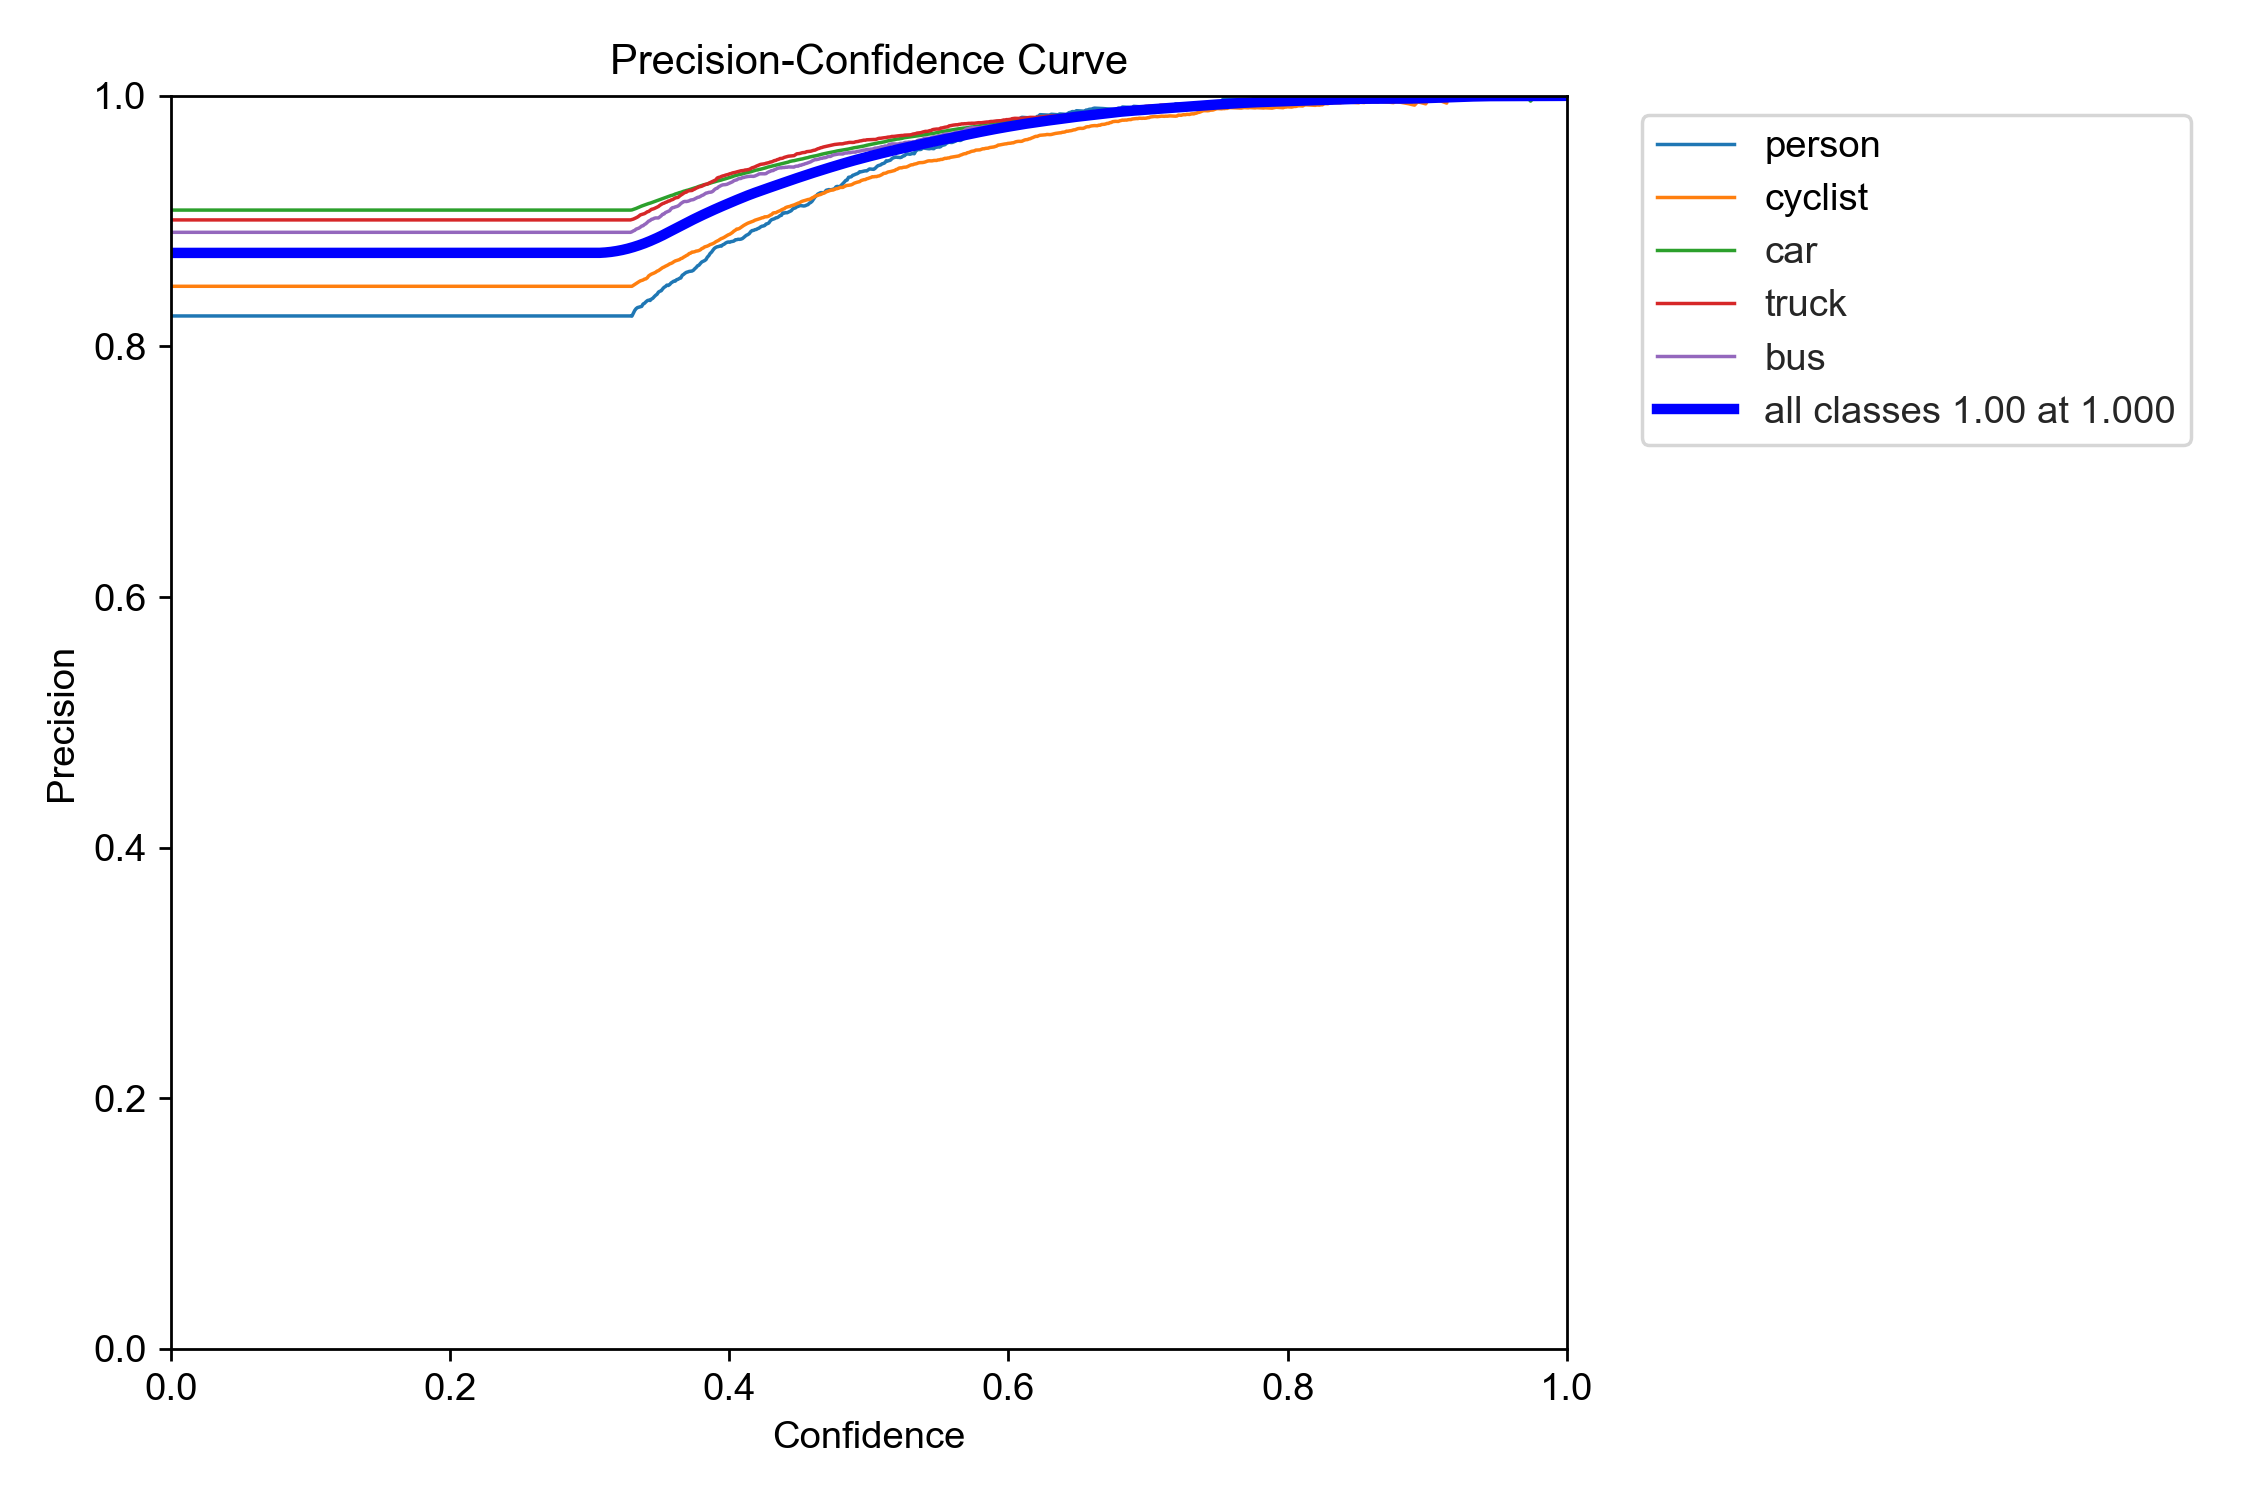 Precision-Confidence Curve
1.0
0.8
0.6
0.4
0.2
0.0
Precision
0.0 0.2 0.4 0.6 0.8 1.0
Confidence
person
cyclist
car
truck
bus
all classes 1.00 at 1.000